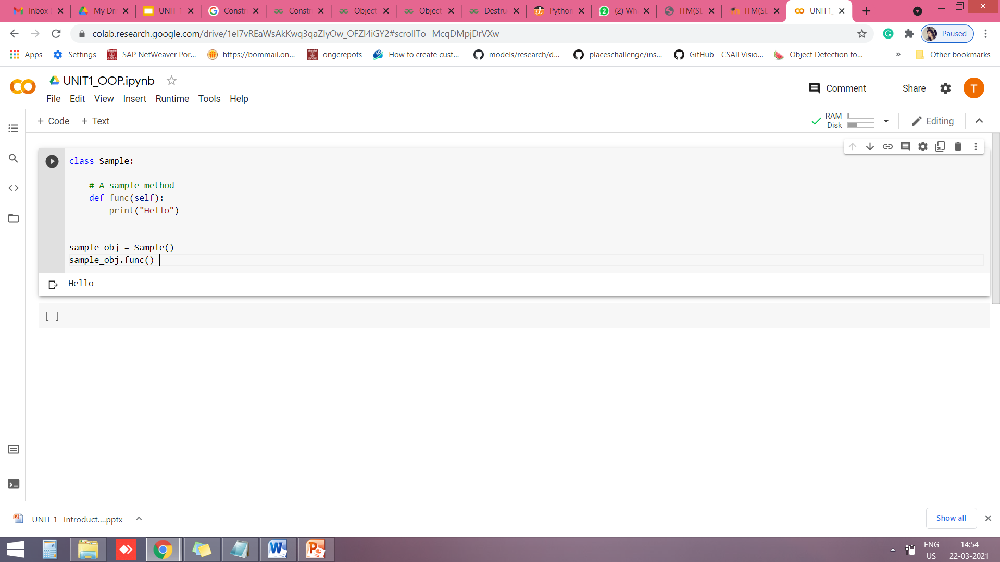 Inbox
My Dri
UNIT 1
Constr
Constr
Object
Object
Destru
Python
(2) Wh
ITM(SL
ITM(SL
UNIT1_
colab.research.google.com/drive/1eI7vREaWsAkKwq3qaZIyOw_OFZI4iGY2#scrollTo=McqDMpjDrVXw
Paused
Apps
Settings
SAP NetWeaver Por...
https://bommail.on...
ongcrepots
How to create cust...
models/research/d...
placeschallenge/ins...
GitHub - CSAILVisio...
Object Detection fo...
»
Other bookmarks
UNIT1_OOP.ipynb
Comment
Share
T
File Edit View Insert Runtime Tools Help
+ Code + Text
RAM
Disk
Editing
class Sample:
# A sample method
def func(self):
print("Hello")
sample_obj = Sample()
sample_obj.func()
Hello
[ ]
UNIT 1_ Introduct....pptx
Show all
ENG
US
14:54
22-03-2021